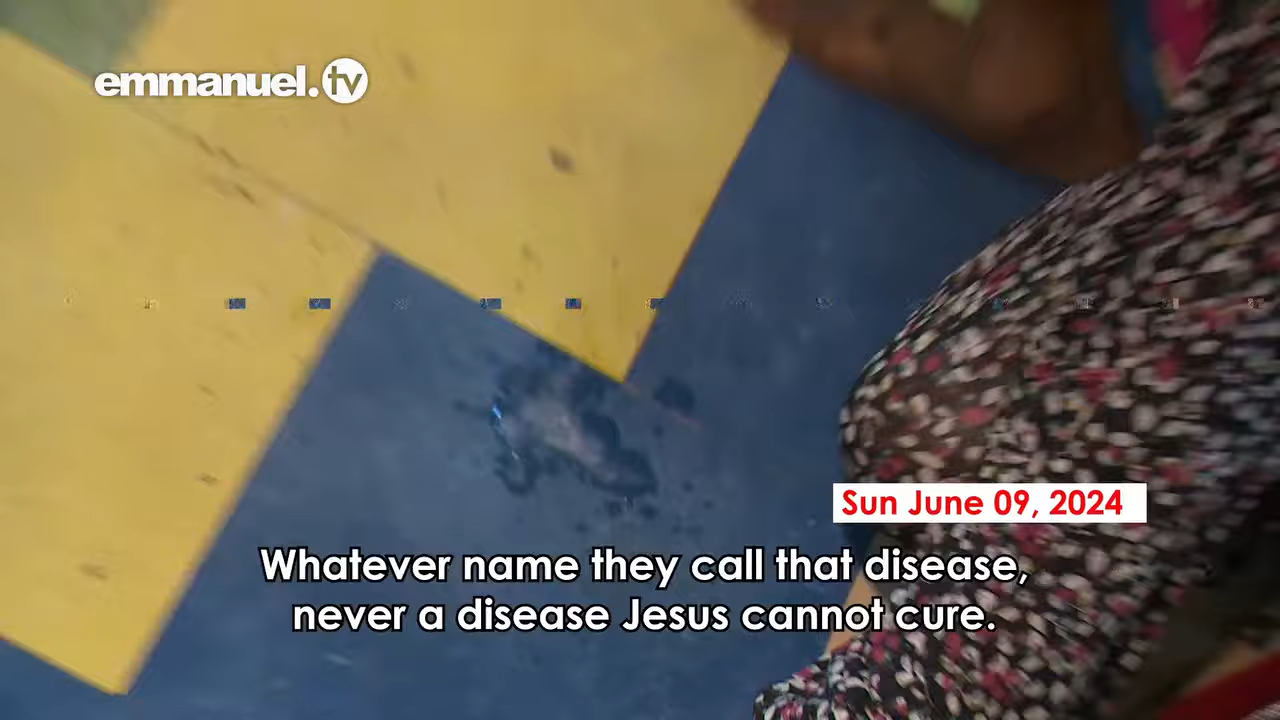 emmanuel.tv
Sun June 09, 2024
Whatever name they call that disease,
never a disease Jesus cannot cure.